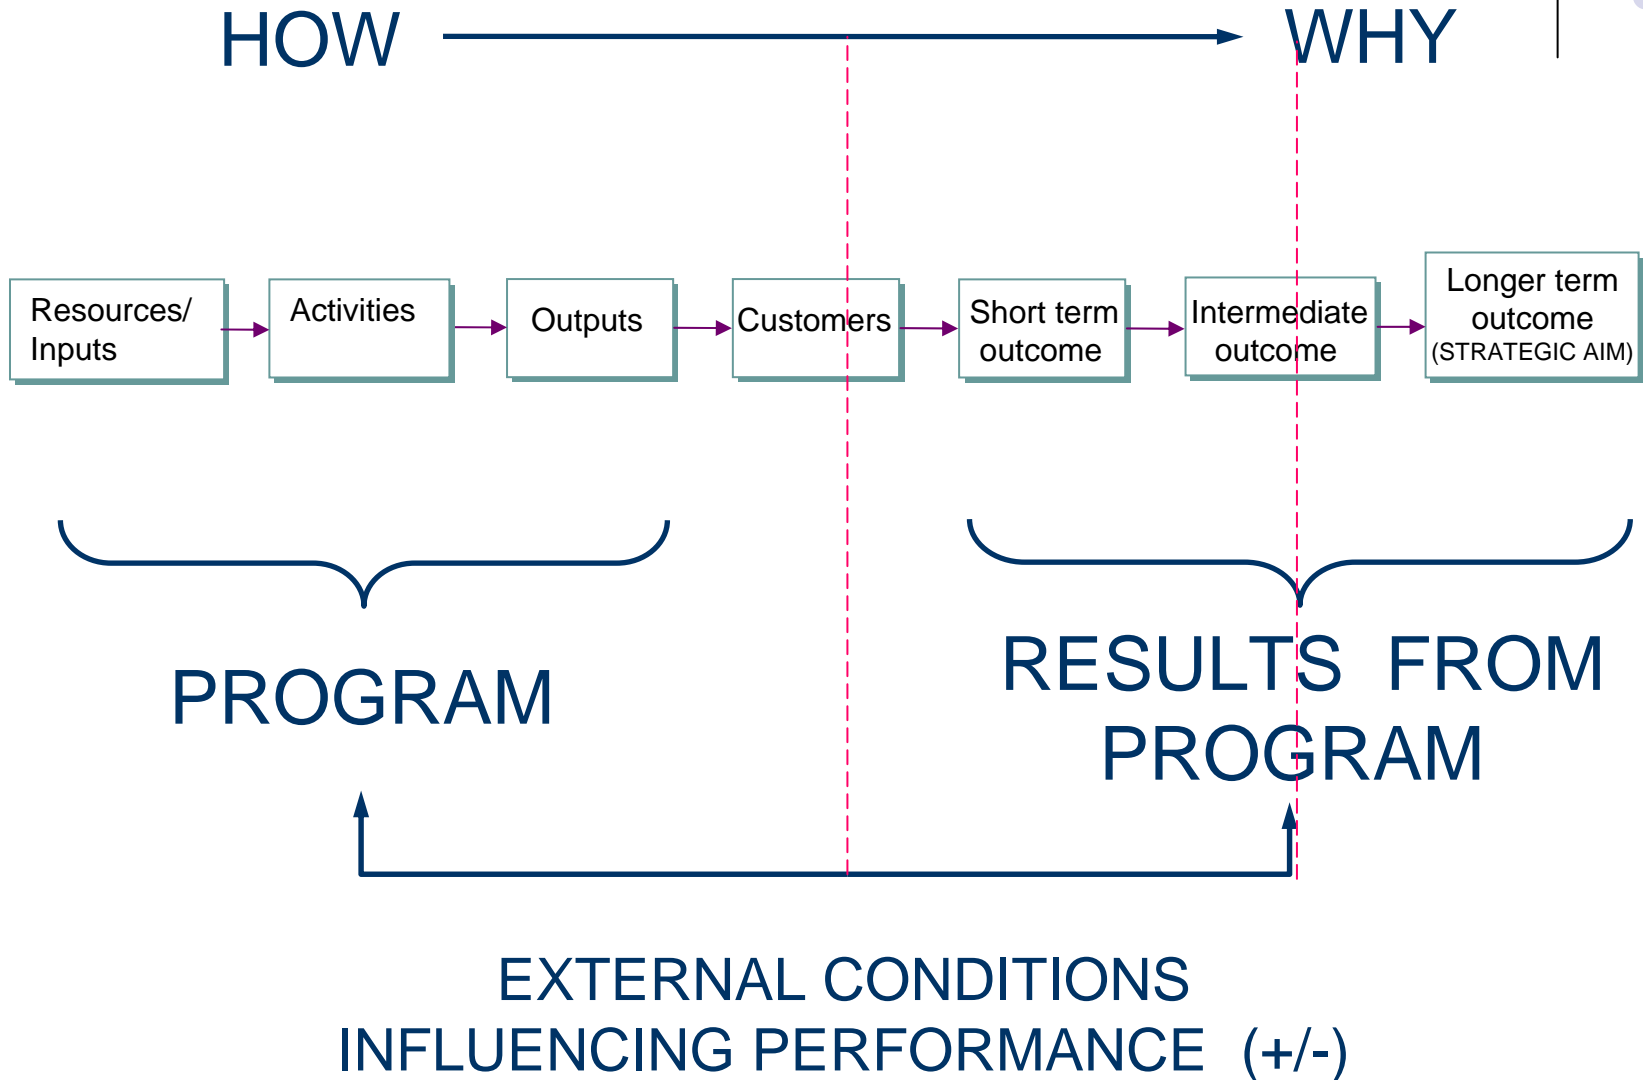 HOW WHY
Resources/
Inputs
Activities
Outputs
Customers
Short term
outcome
Intermediate
outcome
Longer term
outcome
(STRATEGIC AIM)
PROGRAM
RESULTS FROM
PROGRAM
EXTERNAL CONDITIONS
INFLUENCING PERFORMANCE (+/-)